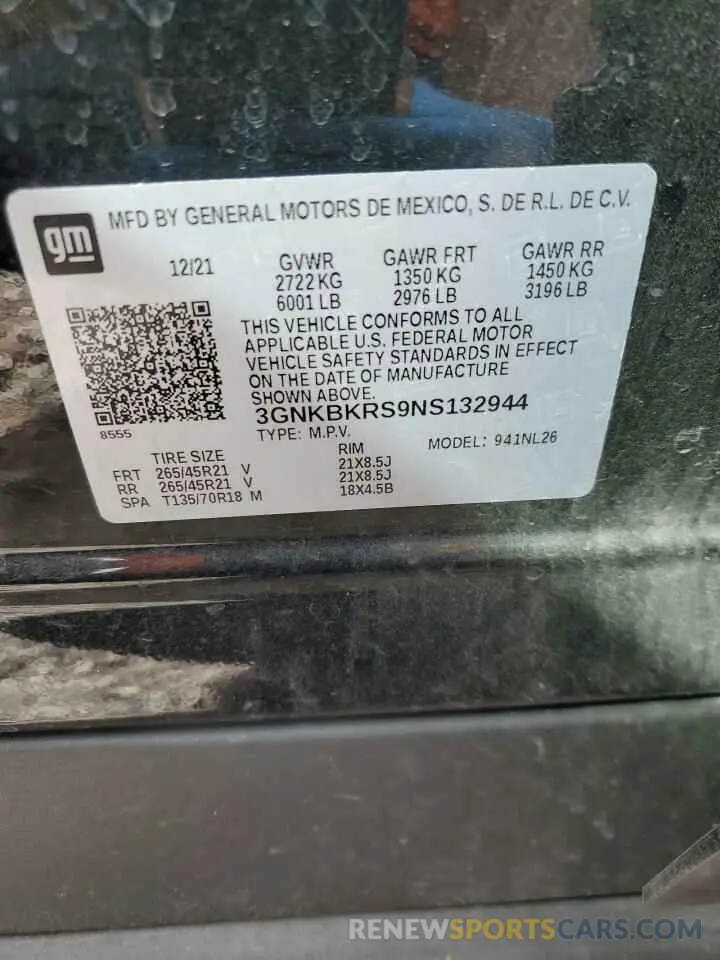 gm
MFD BY GENERAL MOTORS DE MEXICO, S. DE R.L. DE C.V.
12/21
GVWR
2722 KG
6001 LB
GAWR FRT
1350 KG
2976 LB
GAWR RR
1450 KG
3196 LB
THIS VEHICLE CONFORMS TO ALL
APPLICABLE U.S. FEDERAL MOTOR
VEHICLE SAFETY STANDARDS IN EFFECT
ON THE DATE OF MANUFACTURE
SHOWN ABOVE.
3GNKBKRS9NS132944
8555
TYPE: M.P.V.
MODEL: 941NL26
TIRE SIZE RIM
FRT 265/45R21 V 21X8.5J
RR 265/45R21 V 21X8.5J
SPA T135/70R18 M 18X4.5B
RENEWSPORTSCARS.COM